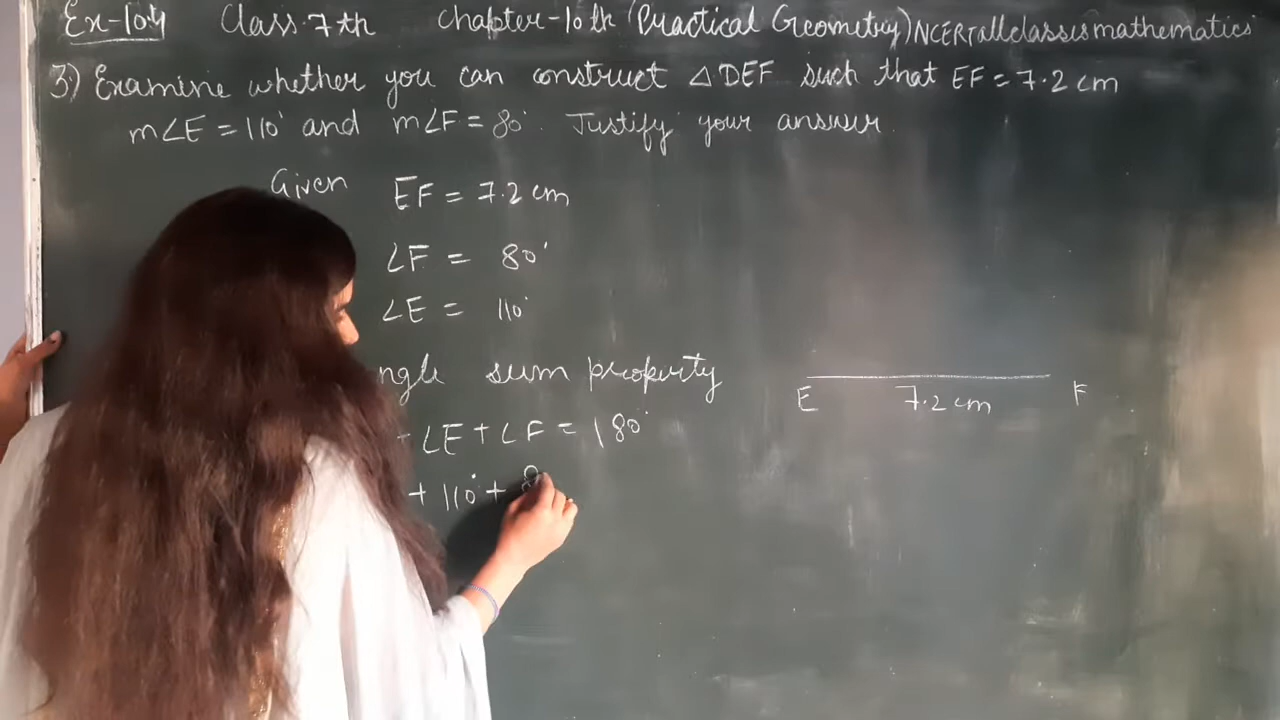 Ex-10.4 Class 7th Chapter-10th (Practical Geometry) NCERTallclassesmathematics
3) Examine whether you can construct △DEF such that EF = 7.2 cm
m∠E = 110° and m∠F = 80°. Justify your answer.
Given EF = 7.2 cm
∠F = 80°
∠E = 110°
ngle sum property
∠E + ∠F = 180°
+ 110° + 8
E 7.2 cm F